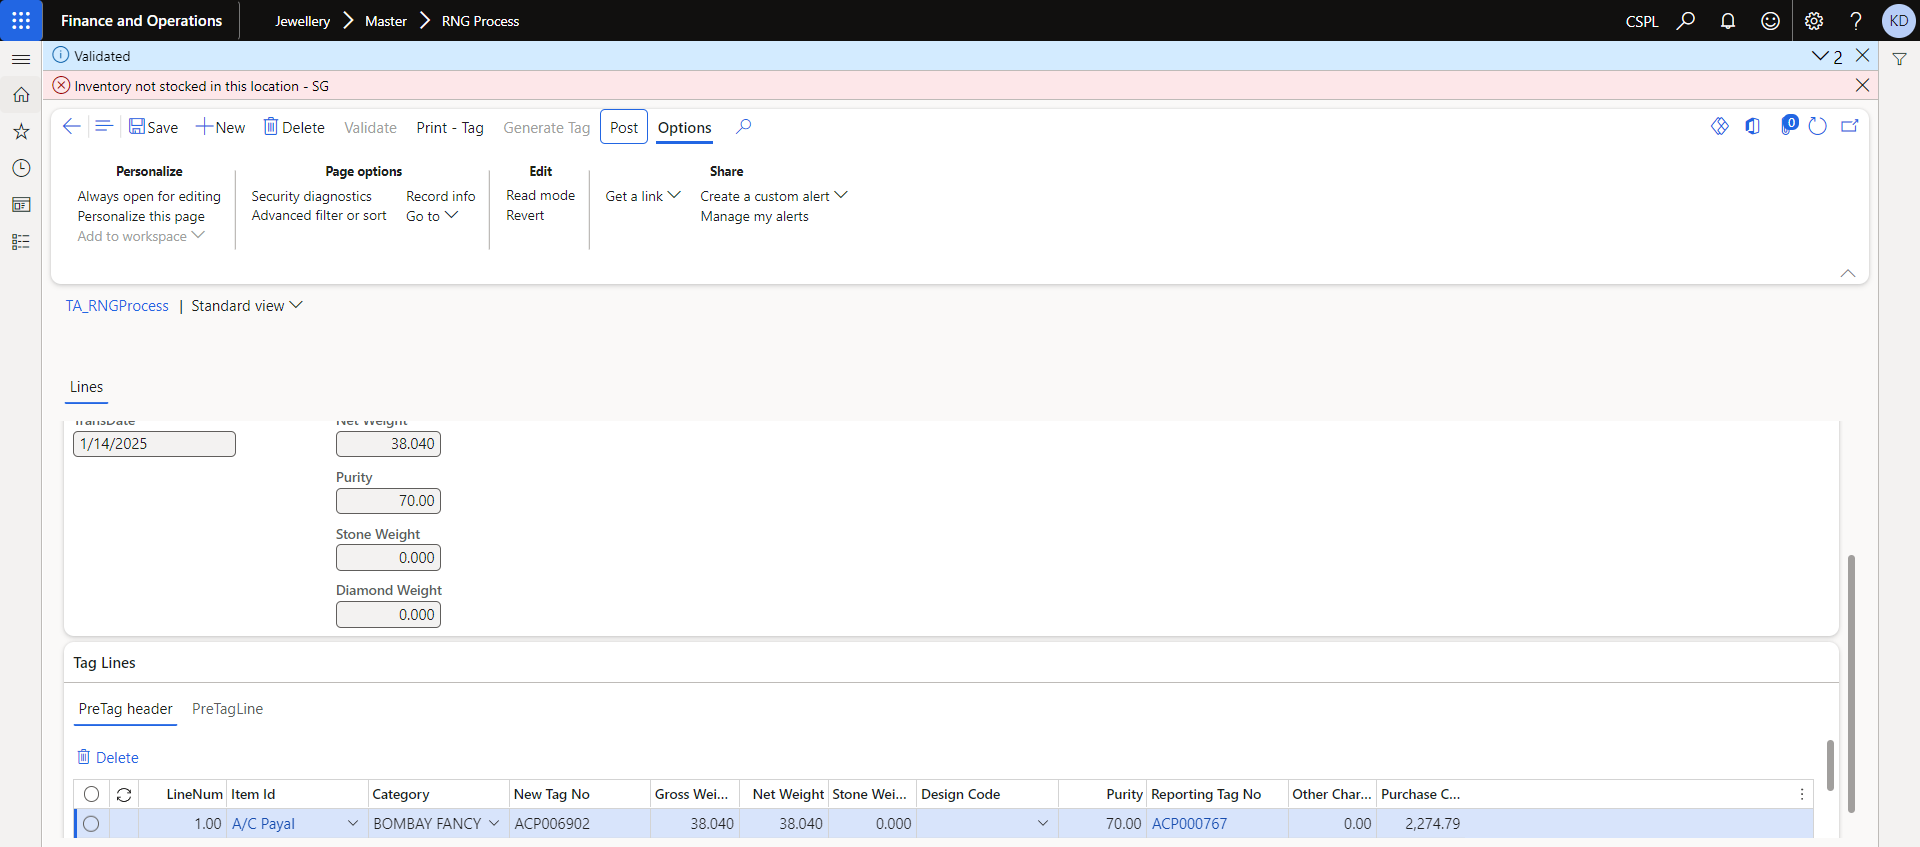 Finance and Operations
Jewellery
Master
RNG Process
CSPL
KD
Validated
2
Inventory not stocked in this location - SG
Save
New
Delete
Validate
Print - Tag
Generate Tag
Post
Options
0
Personalize
Always open for editing
Personalize this page
Add to workspace
Page options
Security diagnostics
Advanced filter or sort
Record info
Go to
Edit
Read mode
Revert
Share
Get a link
Create a custom alert
Manage my alerts
TA_RNGProcess | Standard view
Lines
TransDate
1/14/2025
Net Weight
38.040
Purity
70.00
Stone Weight
0.000
Diamond Weight
0.000
Tag Lines
PreTag header
PreTagLine
Delete
LineNum Item Id Category New Tag No Gross Wei... Net Weight Stone Wei... Design Code Purity Reporting Tag No Other Char... Purchase C...
1.00 A/C Payal BOMBAY FANCY ACP006902 38.040 38.040 0.000 70.00 ACP000767 0.00 2,274.79